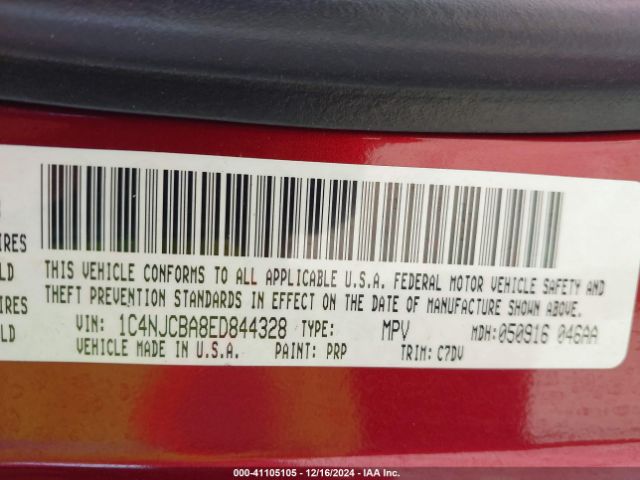 IRES
LD
IRES
LD
THIS VEHICLE CONFORMS TO ALL APPLICABLE U.S.A. FEDERAL MOTOR VEHICLE SAFETY AND
THEFT PREVENTION STANDARDS IN EFFECT ON THE DATE OF MANUFACTURE SHOWN ABOVE.
VIN: 1C4NJCBA8ED844328 TYPE: MPV MDH:050916 046AA
VEHICLE MADE IN U.S.A. PAINT: PRP TRIM: C7DV
000-41105105 - 12/16/2024 - IAA Inc.